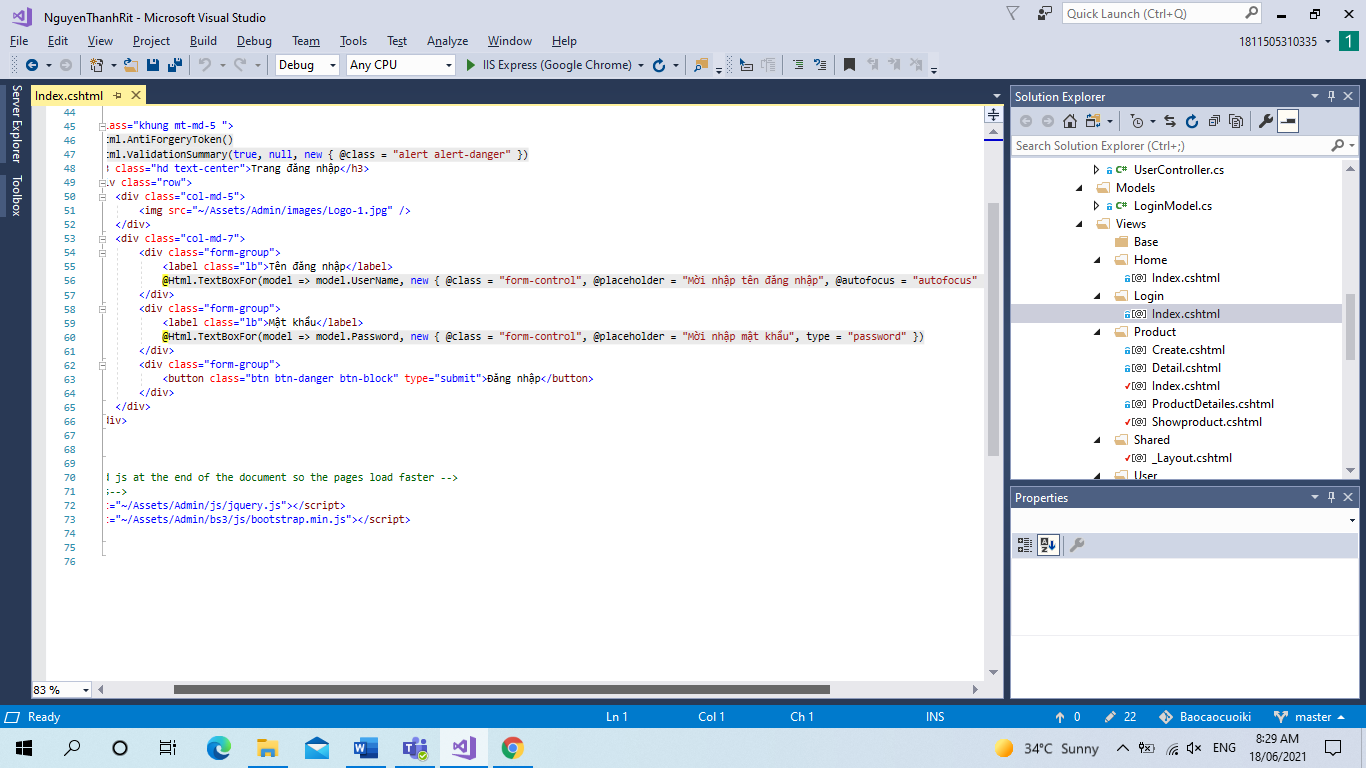 NguyenThanhRit - Microsoft Visual Studio
Quick Launch (Ctrl+Q)
File Edit View Project Build Debug Team Tools Test Analyze Window Help
1811505310335 1
Debug Any CPU IIS Express (Google Chrome)
Server Explorer
Toolbox
Index.cshtml
44
45 lass="khung mt-md-5 ">
46 ml.AntiForgeryToken()
47 ml.ValidationSummary(true, null, new { @class = "alert alert-danger" })
48 class="hd text-center">Trang đăng nhập</h3>
49 v class="row">
50 <div class="col-md-5">
51 <img src="~/Assets/Admin/images/Logo-1.jpg" />
52 </div>
53 <div class="col-md-7">
54 <div class="form-group">
55 <label class="lb">Tên đăng nhập</label>
56 @Html.TextBoxFor(model => model.UserName, new { @class = "form-control", @placeholder = "Mời nhập tên đăng nhập", @autofocus = "autofocus"
57 </div>
58 <div class="form-group">
59 <label class="lb">Mật khẩu</label>
60 @Html.TextBoxFor(model => model.Password, new { @class = "form-control", @placeholder = "Mời nhập mật khẩu", type = "password" })
61 </div>
62 <div class="form-group">
63 <button class="btn btn-danger btn-block" type="submit">Đăng nhập</button>
64 </div>
65 </div>
66 div>
67
68
69
70 d js at the end of the document so the pages load faster -->
71 -->
72 ="~/Assets/Admin/js/jquery.js"></script>
73 ="~/Assets/Admin/bs3/js/bootstrap.min.js"></script>
74
75
76
83 %
Solution Explorer
Search Solution Explorer (Ctrl+;)
C# UserController.cs
Models
C# LoginModel.cs
Views
Base
Home
[@] Index.cshtml
Login
[@] Index.cshtml
Product
[@] Create.cshtml
[@] Detail.cshtml
[@] Index.cshtml
[@] ProductDetailes.cshtml
[@] Showproduct.cshtml
Shared
[@] _Layout.cshtml
User
Properties
Ready Ln 1 Col 1 Ch 1 INS 0 22 Baocaocuoiki master
34°C Sunny ENG
8:29 AM
18/06/2021